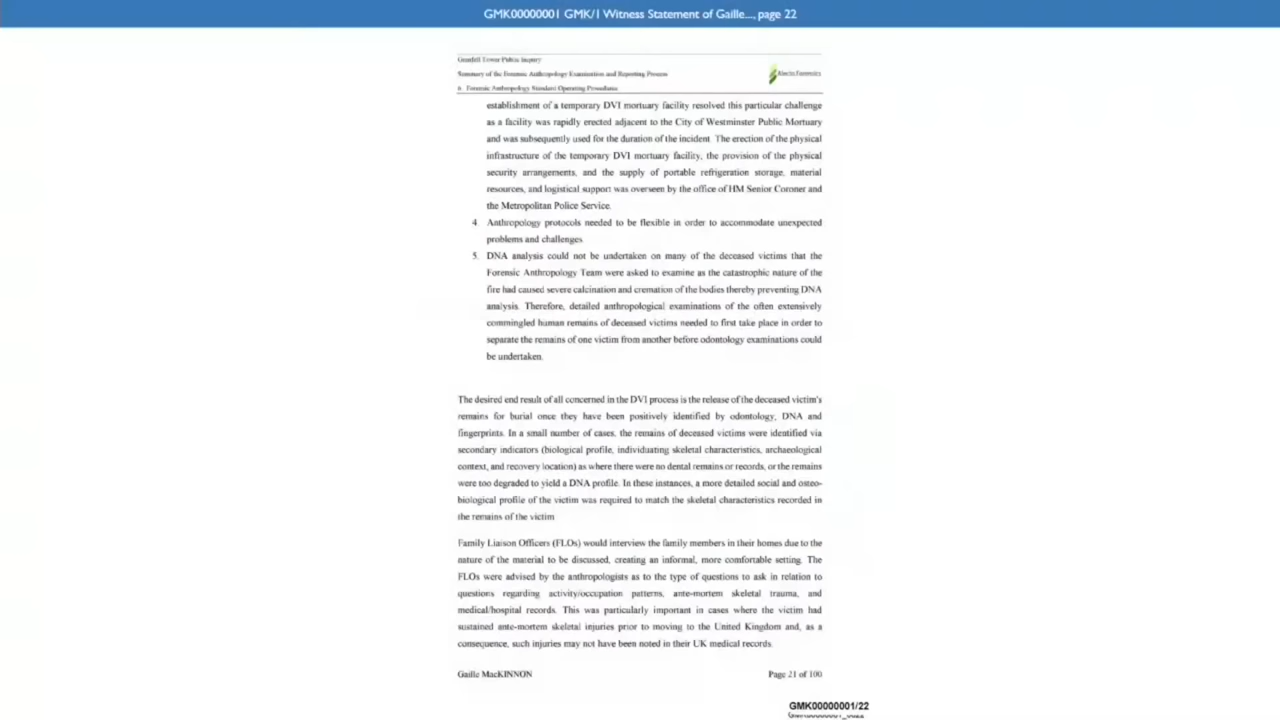 GMK00000001 GMK/1 Witness Statement of Gaille..., page 22
Grenfell Tower Public Inquiry
Summary of the Forensic Anthropology Examination and Reporting Process
Alecto Forensics
6. Forensic Anthropology Standard Operating Procedures
establishment of a temporary DVI mortuary facility resolved this particular challenge
as a facility was rapidly erected adjacent to the City of Westminster Public Mortuary
and was subsequently used for the duration of the incident. The erection of the physical
infrastructure of the temporary DVI mortuary facility, the provision of the physical
security arrangements, and the supply of portable refrigeration storage, material
resources, and logistical support was overseen by the office of HM Senior Coroner and
the Metropolitan Police Service.
4. Anthropology protocols needed to be flexible in order to accommodate unexpected
problems and challenges
5. DNA analysis could not be undertaken on many of the deceased victims that the
Forensic Anthropology Team were asked to examine as the catastrophic nature of the
fire had caused severe calcination and cremation of the bodies thereby preventing DNA
analysis. Therefore, detailed anthropological examinations of the often extensively
commingled human remains of deceased victims needed to first take place in order to
separate the remains of one victim from another before odontology examinations could
be undertaken.
The desired end result of all concerned in the DVI process is the release of the deceased victim's
remains for burial once they have been positively identified by odontology, DNA and
fingerprints. In a small number of cases, the remains of deceased victims were identified via
secondary indicators (biological profile, individuating skeletal characteristics, archaeological
context, and recovery location) as where there were no dental remains or records, or the remains
were too degraded to yield a DNA profile. In these instances, a more detailed social and osteo-
biological profile of the victim was required to match the skeletal characteristics recorded in
the remains of the victim
Family Liaison Officers (FLOs) would interview the family members in their homes due to the
nature of the material to be discussed, creating an informal, more comfortable setting. The
FLOs were advised by the anthropologists as to the type of questions to ask in relation to
questions regarding activity/occupation patterns, ante-mortem skeletal trauma, and
medical/hospital records. This was particularly important in cases where the victim had
sustained ante-mortem skeletal injuries prior to moving to the United Kingdom and, as a
consequence, such injuries may not have been noted in their UK medical records.
Gaille MacKINNON
Page 21 of 100
GMK00000001/22